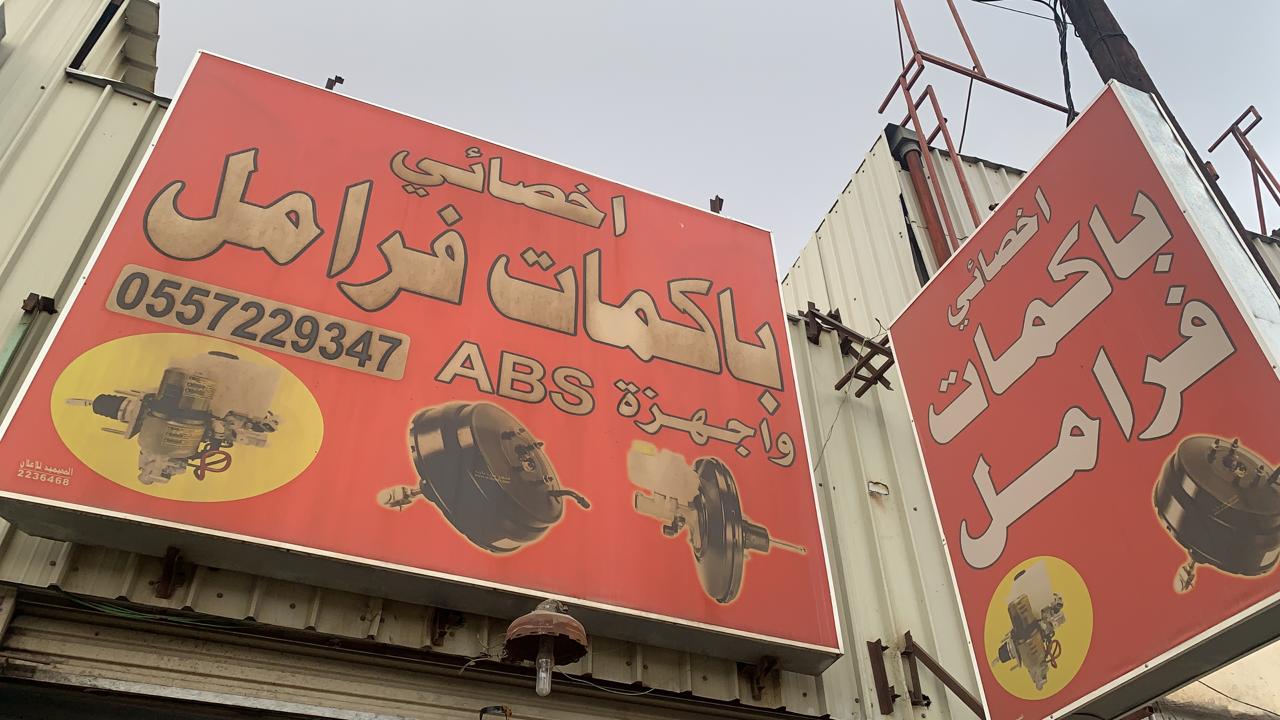 اخصائي
باكمات فرامل
واجهزة ABS
0557229347
2236468
اخصائي
باكمات
فرامل